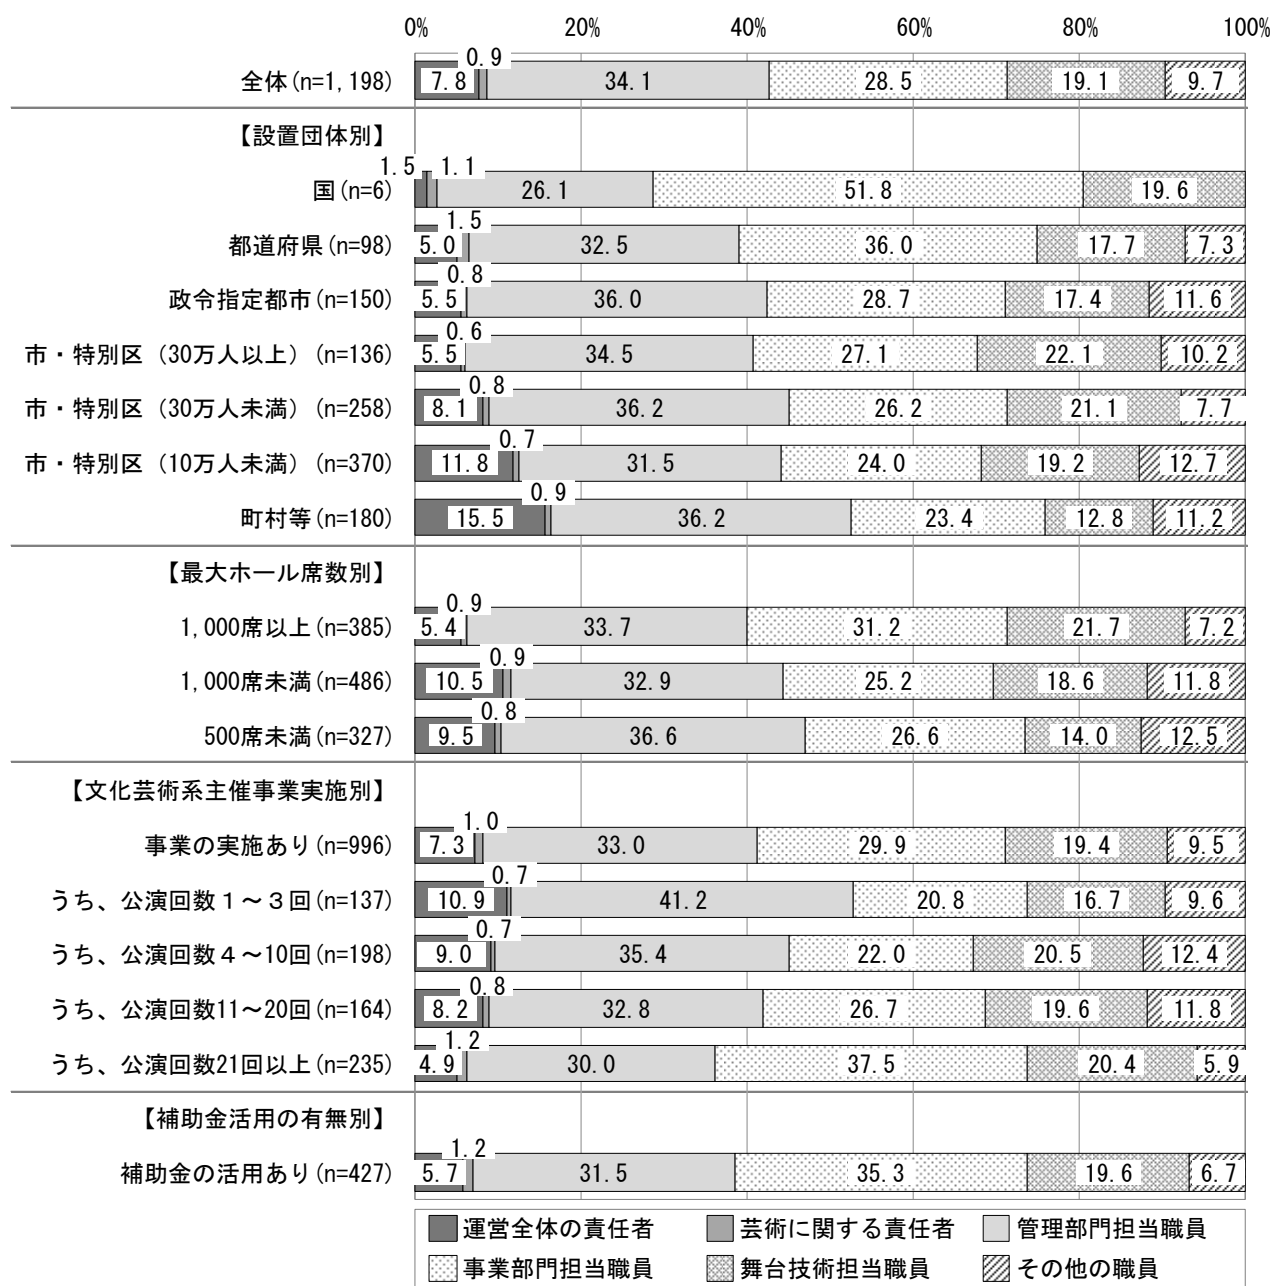 0% 20% 40% 60% 80% 100%
全体(n=1,198) 7.8 0.9 34.1 28.5 19.1 9.7
【設置団体別】
国(n=6) 1.5 1.1 26.1 51.8 19.6
都道府県(n=98) 5.0 1.5 32.5 36.0 17.7 7.3
政令指定都市(n=150) 5.5 0.8 36.0 28.7 17.4 11.6
市・特別区（30万人以上）(n=136) 5.5 0.6 34.5 27.1 22.1 10.2
市・特別区（30万人未満）(n=258) 8.1 0.8 36.2 26.2 21.1 7.7
市・特別区（10万人未満）(n=370) 11.8 0.7 31.5 24.0 19.2 12.7
町村等(n=180) 15.5 0.9 36.2 23.4 12.8 11.2
【最大ホール席数別】
1,000席以上(n=385) 5.4 0.9 33.7 31.2 21.7 7.2
1,000席未満(n=486) 10.5 0.9 32.9 25.2 18.6 11.8
500席未満(n=327) 9.5 0.8 36.6 26.6 14.0 12.5
【文化芸術系主催事業実施別】
事業の実施あり(n=996) 7.3 1.0 33.0 29.9 19.4 9.5
うち、公演回数１～３回(n=137) 10.9 0.7 41.2 20.8 16.7 9.6
うち、公演回数４～10回(n=198) 9.0 0.7 35.4 22.0 20.5 12.4
うち、公演回数11～20回(n=164) 8.2 0.8 32.8 26.7 19.6 11.8
うち、公演回数21回以上(n=235) 4.9 1.2 30.0 37.5 20.4 5.9
【補助金活用の有無別】
補助金の活用あり(n=427) 5.7 1.2 31.5 35.3 19.6 6.7
運営全体の責任者 芸術に関する責任者 管理部門担当職員
事業部門担当職員 舞台技術担当職員 その他の職員